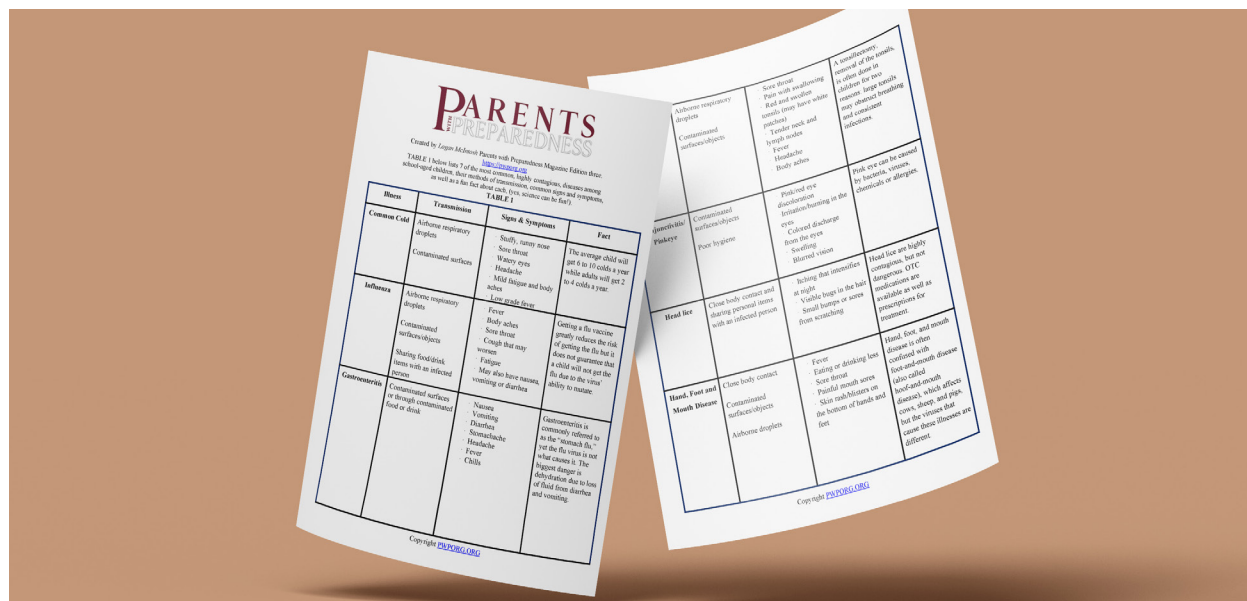 PARENTS
WITH PREPAREDNESS
Created by Logan McIntosh Parents with Preparedness Magazine Edition three.
https://pwporg.org
TABLE 1 below lists 7 of the most common, highly contagious, diseases among
school-aged children, their methods of transmission, common signs and symptoms,
as well as a fun fact about each. (yes, science can be fun!).
TABLE 1
Illness
Transmission
Signs & Symptoms
Fact
Common Cold
Airborne respiratory
droplets
Contaminated surfaces
Stuffy, runny nose
Sore throat
Watery eyes
Headache
Mild fatigue and body
aches
Low grade fever
The average child will
get 6 to 10 colds a year
while adults will get 2
to 4 colds a year.
Influenza
Airborne respiratory
droplets
Contaminated
surfaces/objects
Sharing food/drink
items with an infected
person
Fever
Body aches
Sore throat
Cough that may
worsen
Fatigue
May also have nausea,
vomiting or diarrhea
Getting a flu vaccine
greatly reduces the risk
of getting the flu but it
does not guarantee that
a child will not get the
flu due to the virus'
ability to mutate.
Gastroenteritis
Contaminated surfaces
or through contaminated
food or drink
Nausea
Vomiting
Diarrhea
Stomachache
Headache
Fever
Chills
Gastroenteritis is
commonly referred to
as the "stomach flu,"
yet the flu virus is not
what causes it. The
biggest danger is
dehydration due to loss
of fluid from diarrhea
and vomiting.
Copyright PWPORG.ORG
Airborne respiratory
droplets
Contaminated
surfaces/objects
Sore throat
Pain with swallowing
Red and swollen
tonsils (may have white
patches)
Tender neck and
lymph nodes
Fever
Headache
Body aches
A tonsillectomy,
removal of the tonsils,
is often done in
children for two
reasons: large tonsils
may obstruct breathing
and consistent
infections.
junctivitis/
Pinkeye
Contaminated
surfaces/objects
Poor hygiene
Pink/red eye
discoloration
Irritation/burning in the
eyes
Colored discharge
from the eyes
Swelling
Blurred vision
Pink eye can be caused
by bacteria, viruses,
chemicals or allergies.
Head lice
Close body contact and
sharing personal items
with an infected person
Itching that intensifies
at night
Visible bugs in the hair
Small bumps or sores
from scratching
Head lice are highly
contagious, but not
dangerous. OTC
medications are
available as well as
prescriptions for
treatment.
Hand, Foot and
Mouth Disease
Close body contact
Contaminated
surfaces/objects
Airborne droplets
Fever
Eating or drinking less
Sore throat
Painful mouth sores
Skin rash/blisters on
the bottom of hands and
feet
Hand, foot, and mouth
disease is often
confused with
foot-and-mouth disease
(also called
hoof-and-mouth
disease), which affects
cows, sheep, and pigs,
but the viruses that
cause these illnesses are
different.
Copyright PWPORG.ORG